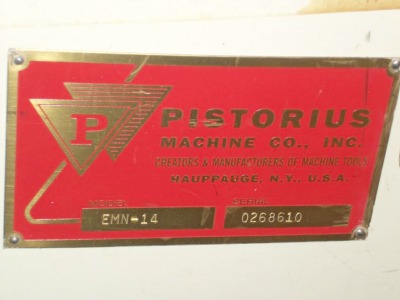 P
PISTORIUS
MACHINE CO., INC.
CREATORS & MANUFACTURERS OF MACHINE TOOLS
HAUPPAUGE, N.Y., U.S.A.
MODEL SERIAL
EMN-14 0268610